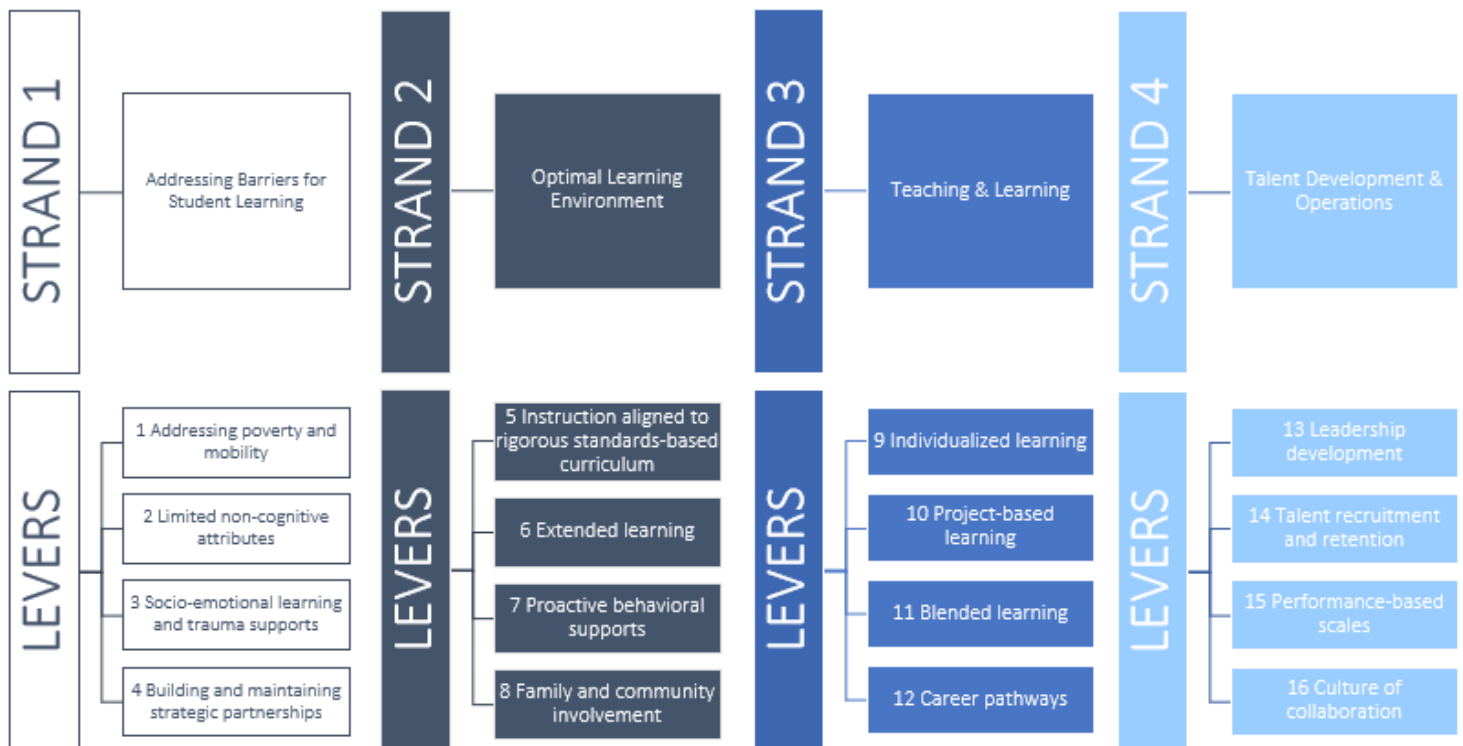 STRAND 1
Addressing Barriers for
Student Learning
STRAND 2
Optimal Learning
Environment
STRAND 3
Teaching & Learning
STRAND 4
Talent Development &
Operations
LEVERS
1 Addressing poverty and
mobility
2 Limited non-cognitive
attributes
3 Socio-emotional learning
and trauma supports
4 Building and maintaining
strategic partnerships
LEVERS
5 Instruction aligned to
rigorous standards-based
curriculum
6 Extended learning
7 Proactive behavioral
supports
8 Family and community
involvement
LEVERS
9 Individualized learning
10 Project-based
learning
11 Blended learning
12 Career pathways
LEVERS
13 Leadership
development
14 Talent recruitment
and retention
15 Performance-based
scales
16 Culture of
collaboration